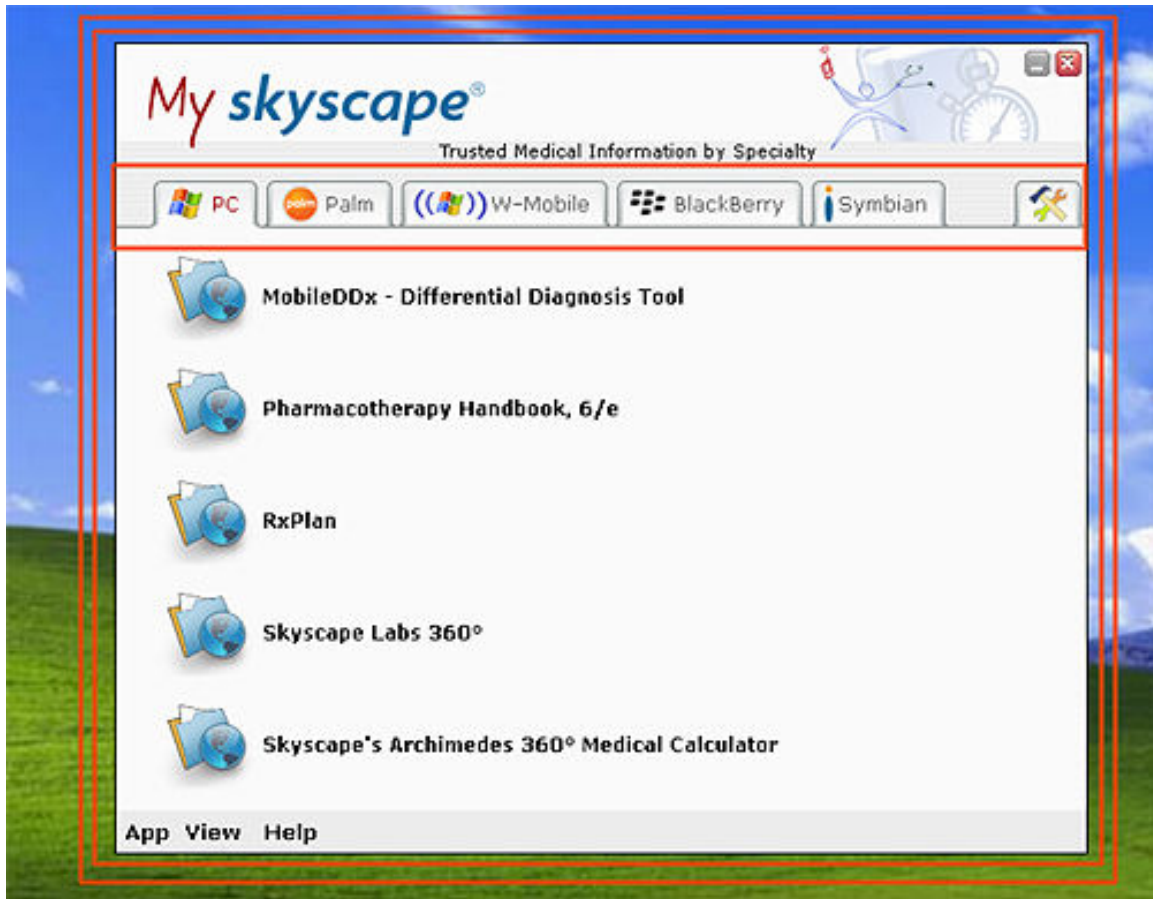 My skyscape®
Trusted Medical Information by Specialty
PC palm Palm W-Mobile BlackBerry Symbian
MobileDDx - Differential Diagnosis Tool
Pharmacotherapy Handbook, 6/e
RxPlan
Skyscape Labs 360°
Skyscape's Archimedes 360° Medical Calculator
App View Help